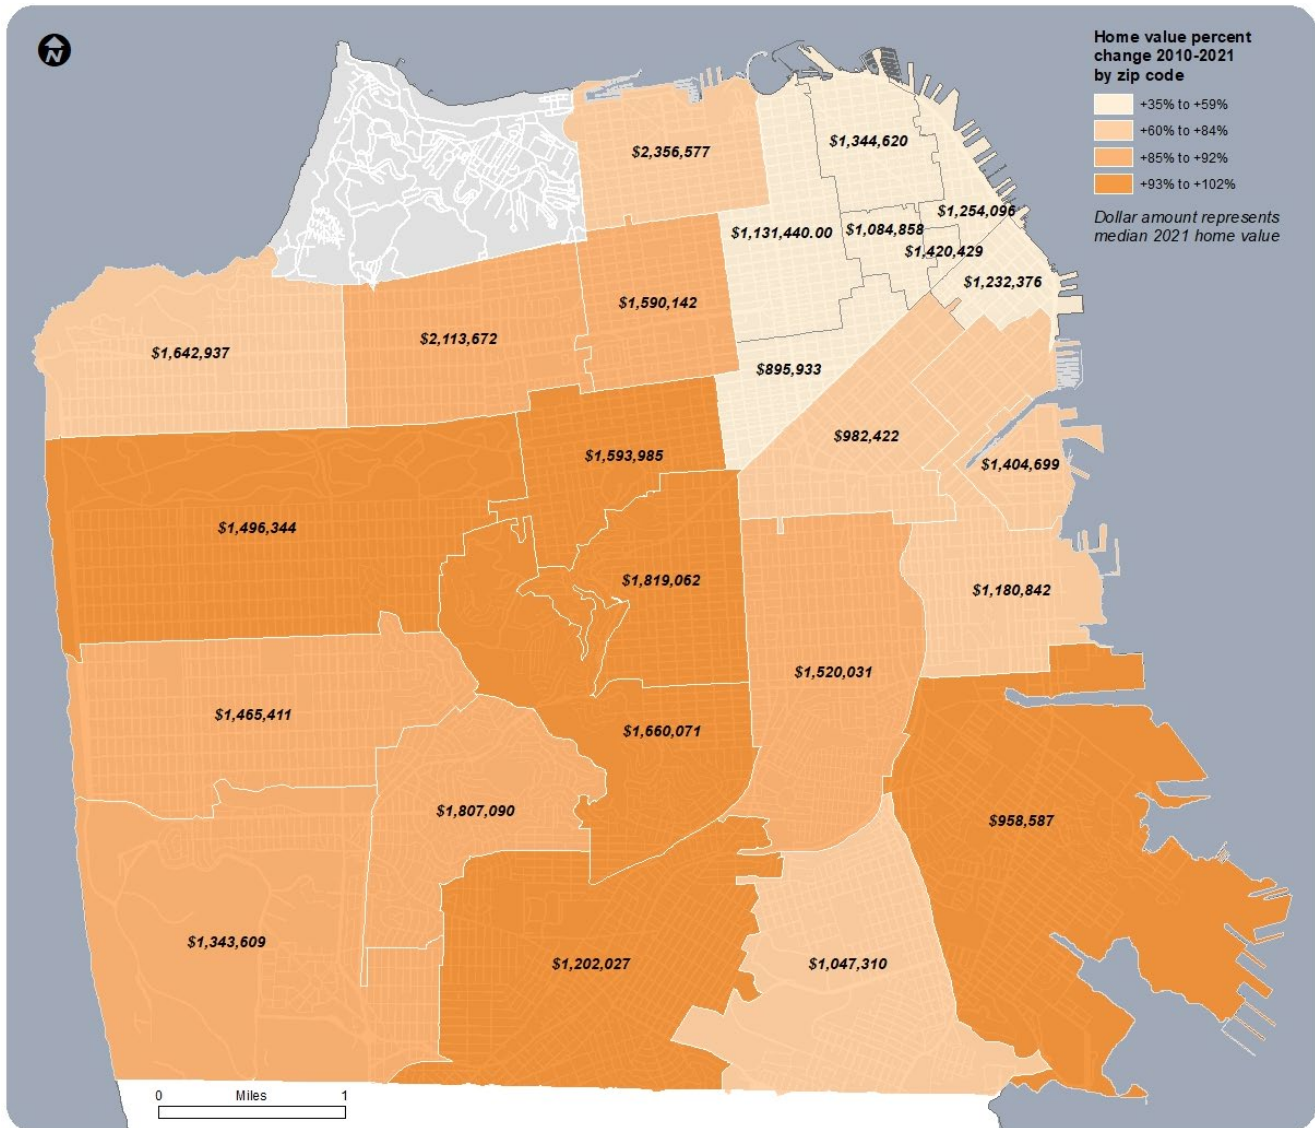 N
Home value percent
change 2010-2021
by zip code
+35% to +59%
+60% to +84%
+85% to +92%
+93% to +102%
Dollar amount represents
median 2021 home value
$2,356,577
$1,344,620
$1,254,096
$1,131,440.00
$1,084,858
$1,420,429
$1,232,376
$1,590,142
$2,113,672
$1,642,937
$895,933
$982,422
$1,593,985
$1,404,699
$1,496,344
$1,819,062
$1,180,842
$1,520,031
$1,465,411
$1,660,071
$1,807,090
$958,587
$1,343,609
$1,202,027
$1,047,310
0 Miles 1